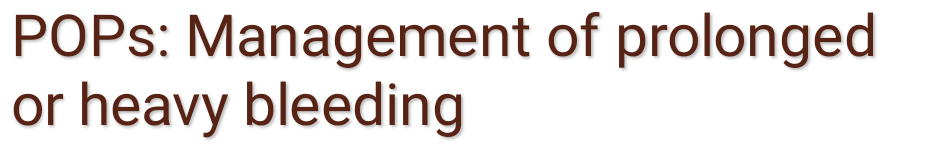 POPs: Management of prolonged
or heavy bleeding